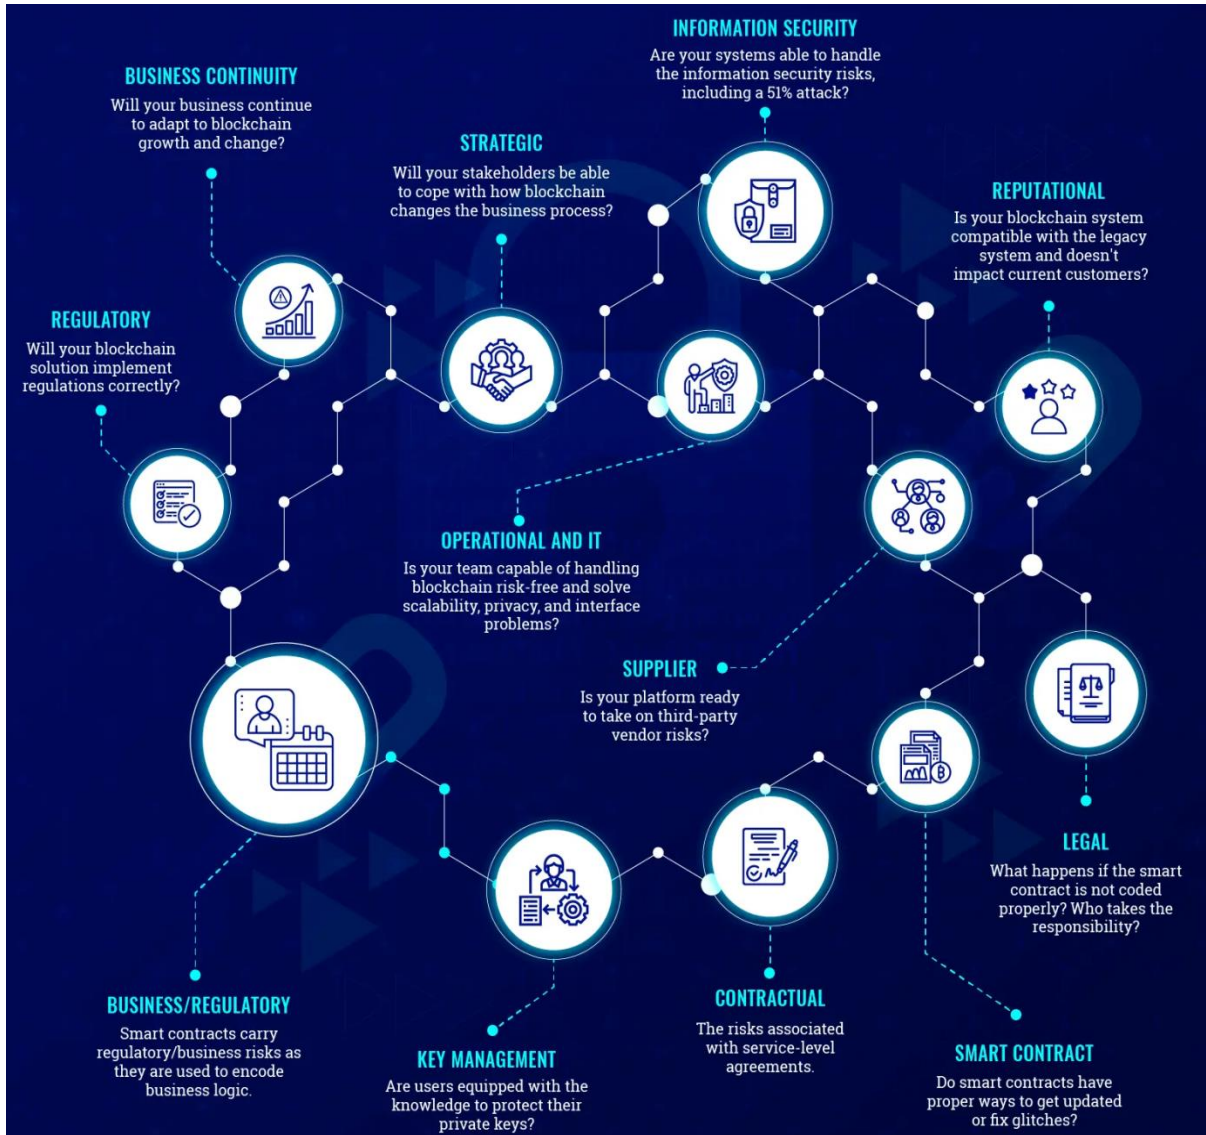 INFORMATION SECURITY
Are your systems able to handle
the information security risks,
including a 51% attack?
BUSINESS CONTINUITY
Will your business continue
to adapt to blockchain
growth and change?
STRATEGIC
Will your stakeholders be able
to cope with how blockchain
changes the business process?
REPUTATIONAL
Is your blockchain system
compatible with the legacy
system and doesn't
impact current customers?
REGULATORY
Will your blockchain
solution implement
regulations correctly?
OPERATIONAL AND IT
Is your team capable of handling
blockchain risk-free and solve
scalability, privacy, and interface
problems?
SUPPLIER
Is your platform ready
to take on third-party
vendor risks?
LEGAL
What happens if the smart
contract is not coded
properly? Who takes the
responsibility?
BUSINESS/REGULATORY
Smart contracts carry
regulatory/business risks as
they are used to encode
business logic.
KEY MANAGEMENT
Are users equipped with the
knowledge to protect their
private keys?
CONTRACTUAL
The risks associated
with service-level
agreements.
SMART CONTRACT
Do smart contracts have
proper ways to get updated
or fix glitches?